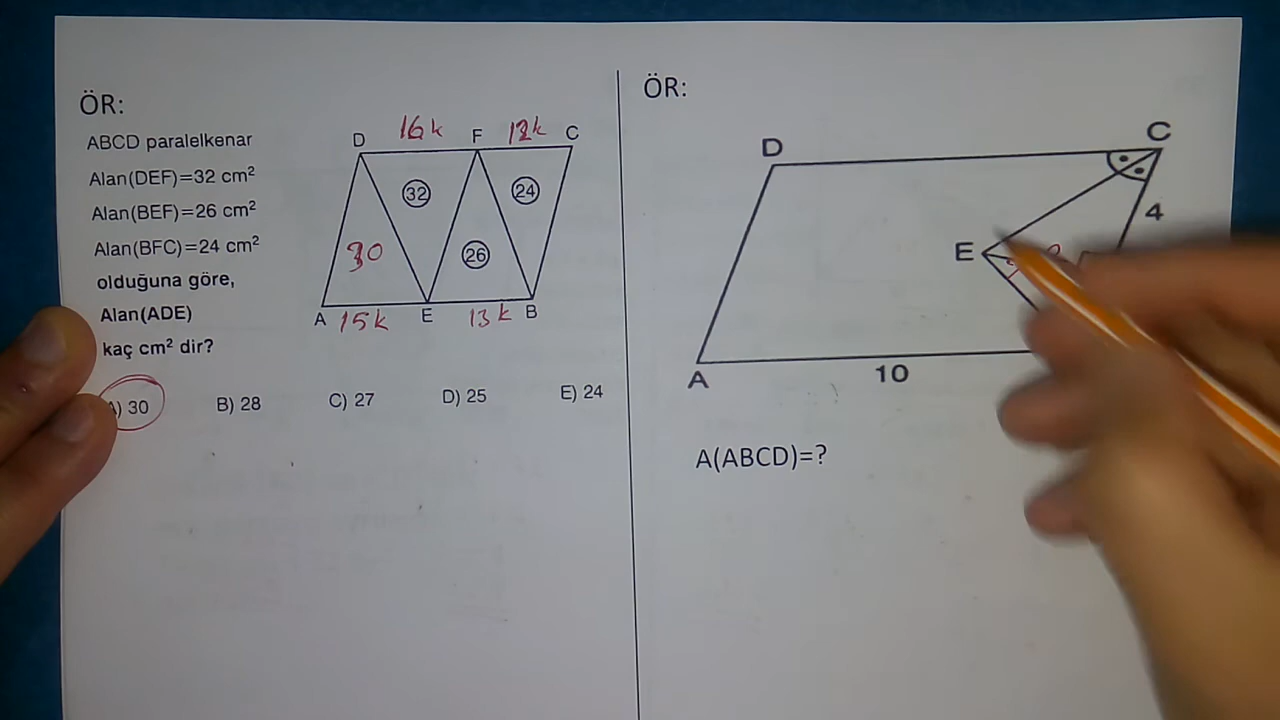 ÖR:
ABCD paralelkenar
Alan(DEF)=32 cm²
Alan(BEF)=26 cm²
Alan(BFC)=24 cm²
olduğuna göre,
Alan(ADE)
kaç cm² dir?
16k 12k
D F C
32 24
30 26
A E B
15k 13k
A) 30 B) 28 C) 27 D) 25 E) 24
ÖR:
D C
4
E
A
10
A(ABCD)=?